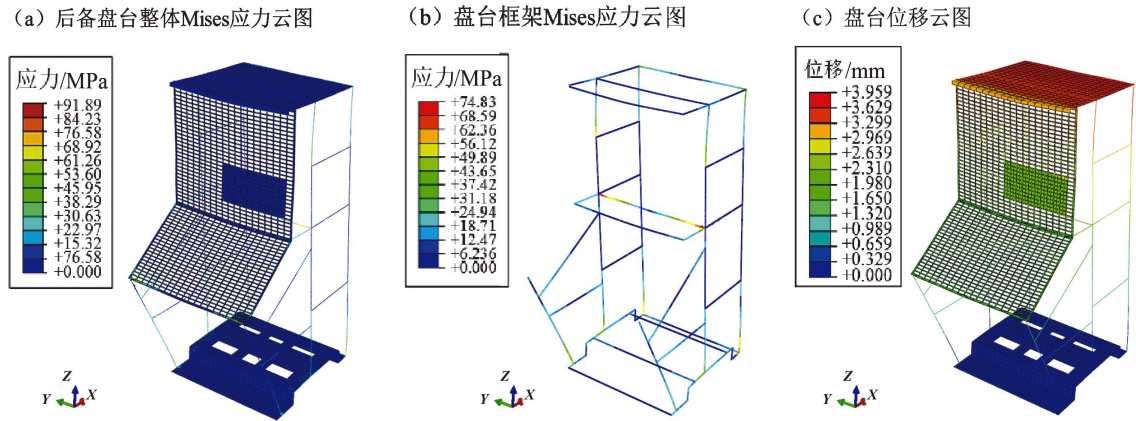 (a) 后备盘台整体Mises应力云图
(b) 盘台框架Mises应力云图
(c) 盘台位移云图
应力/MPa
+91.89
+84.23
+76.58
+68.92
+61.26
+53.60
+45.95
+38.29
+30.63
+22.97
+15.32
+76.58
+0.000
Z
Y
X
应力/MPa
+74.83
+68.59
+62.36
+56.12
+49.89
+43.65
+37.42
+31.18
+24.94
+18.71
+12.47
+6.236
+0.000
Z
Y
X
位移/mm
+3.959
+3.629
+3.299
+2.969
+2.639
+2.310
+1.980
+1.650
+1.320
+0.989
+0.659
+0.329
+0.000
Z
Y
X